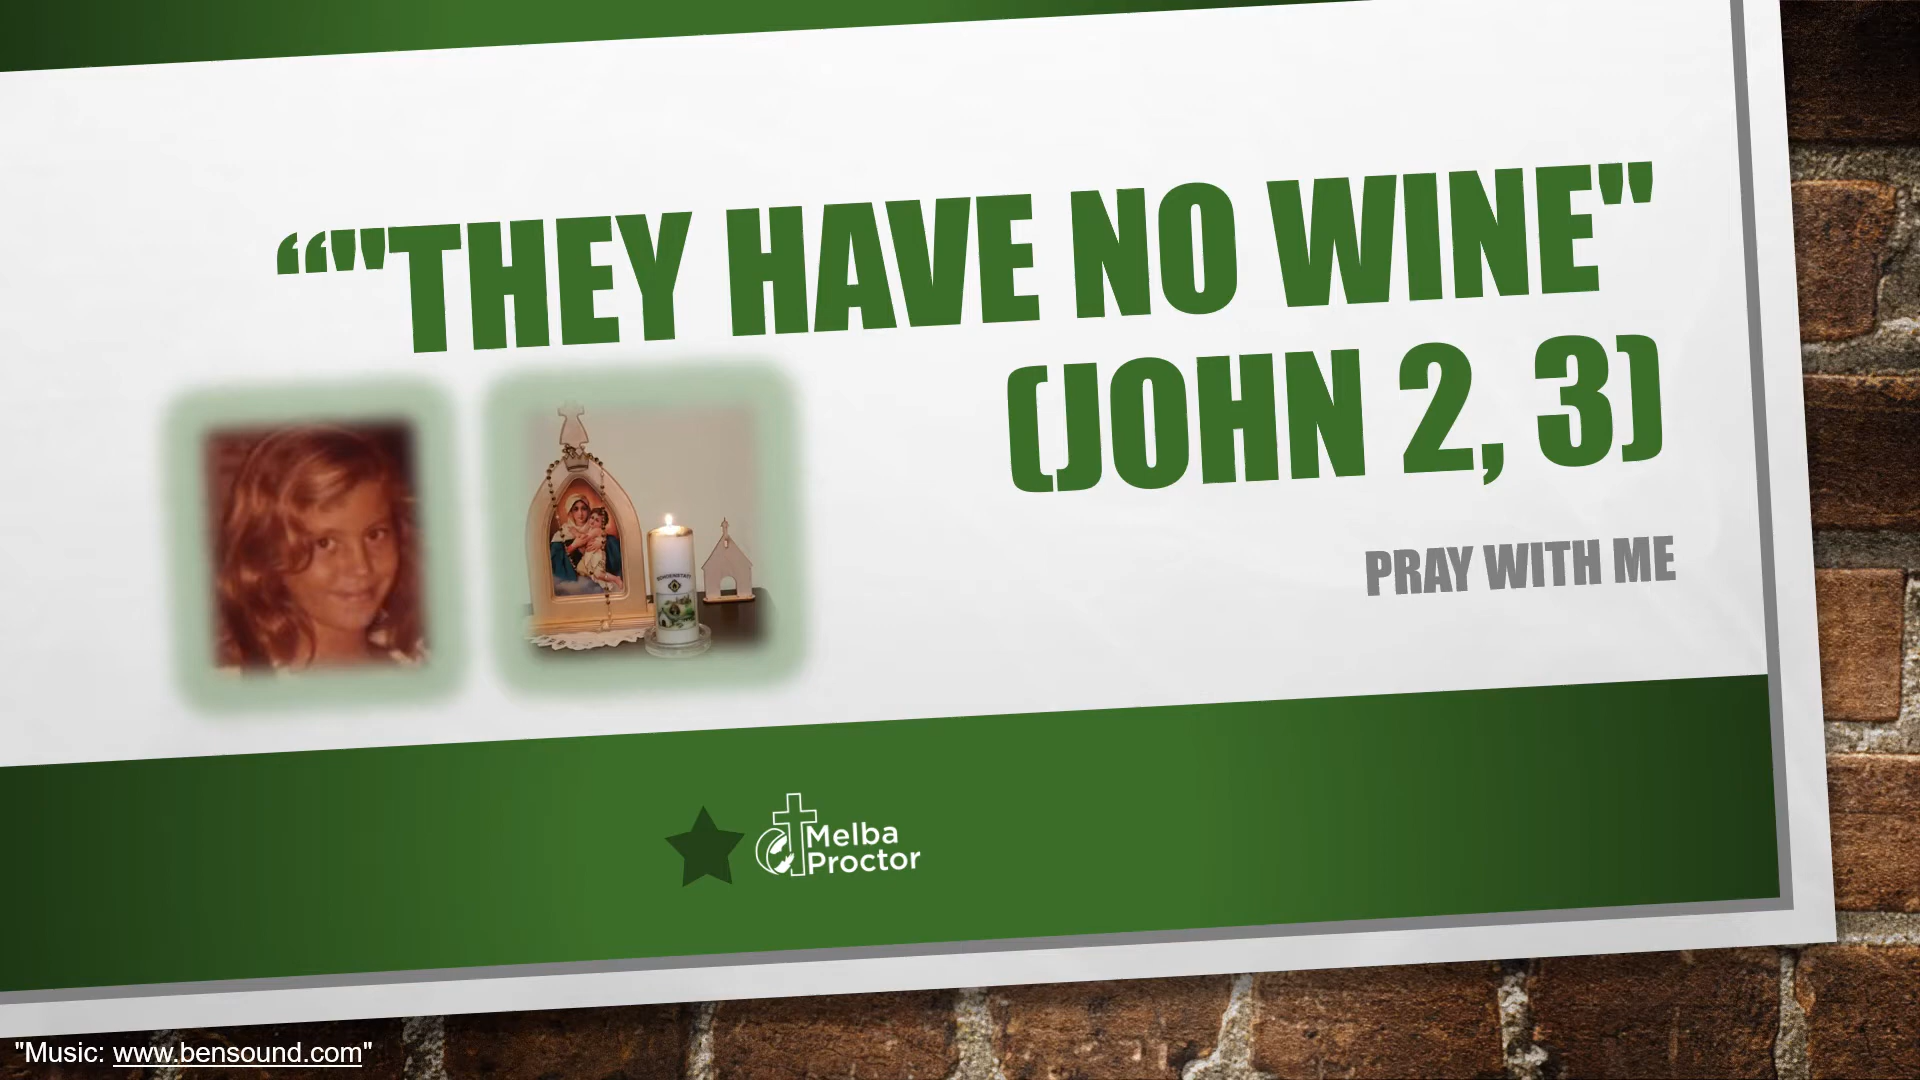 “"THEY HAVE NO WINE"
(JOHN 2, 3)
PRAY WITH ME
Melba
Proctor
"Music: www.bensound.com"